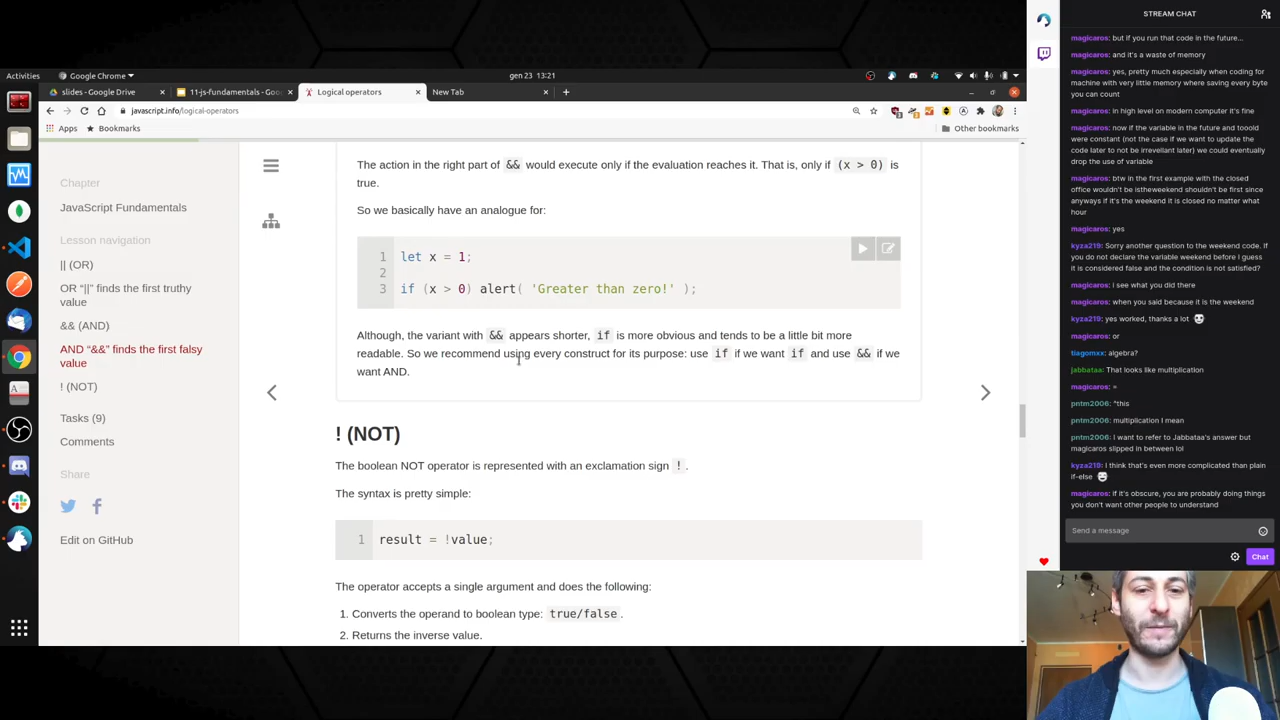 Activities
Google Chrome
gen 23 13:21
slides - Google Drive
11-js-fundamentals - Goo
Logical operators
New Tab
javascript.info/logical-operators
Apps
Bookmarks
Other bookmarks
Chapter
JavaScript Fundamentals
Lesson navigation
|| (OR)
OR “||” finds the first truthy
value
&& (AND)
AND “&&” finds the first falsy
value
! (NOT)
Tasks (9)
Comments
Share
Edit on GitHub
The action in the right part of && would execute only if the evaluation reaches it. That is, only if (x > 0) is
true.
So we basically have an analogue for:
1 let x = 1;
2
3 if (x > 0) alert( 'Greater than zero!' );
Although, the variant with && appears shorter, if is more obvious and tends to be a little bit more
readable. So we recommend using every construct for its purpose: use if if we want if and use && if we
want AND.
! (NOT)
The boolean NOT operator is represented with an exclamation sign !.
The syntax is pretty simple:
1 result = !value;
The operator accepts a single argument and does the following:
1. Converts the operand to boolean type: true/false.
2. Returns the inverse value.
STREAM CHAT
magicaros: but if you run that code in the future...
magicaros: and it's a waste of memory
magicaros: yes, pretty much especially when coding for
machine with very little memory where saving every byte
you can count
magicaros: in high level on modern computer it's fine
magicaros: now if the variable in the future and tooold
were constant (not the case if we want to update the
code later to not be irrevellant later) we could eventually
drop the use of variable
magicaros: btw in the first example with the closed
office wouldn't be istheweekend shouldn't be first since
anyways if it's the weekend it is closed no matter what
hour
magicaros: yes
kyza219: Sorry another question to the weekend code. If
you do not declare the variable weekend before I guess
it is considered false and the condition is not satisfied?
magicaros: I see what you did there
magicaros: when you said because it is the weekend
kyza219: yes worked, thanks a lot
magicaros: or
tiagomxx: algebra?
jabbataa: That looks like multiplication
magicaros: =
pntm2006: ^this
pntm2006: multiplication I mean
pntm2006: I want to refer to Jabbataa's answer but
magicaros slipped in between lol
kyza219: I think that's even more complicated than plain
if-else
magicaros: if it's obscure, you are probably doing things
you don't want other people to understand
Send a message
Chat